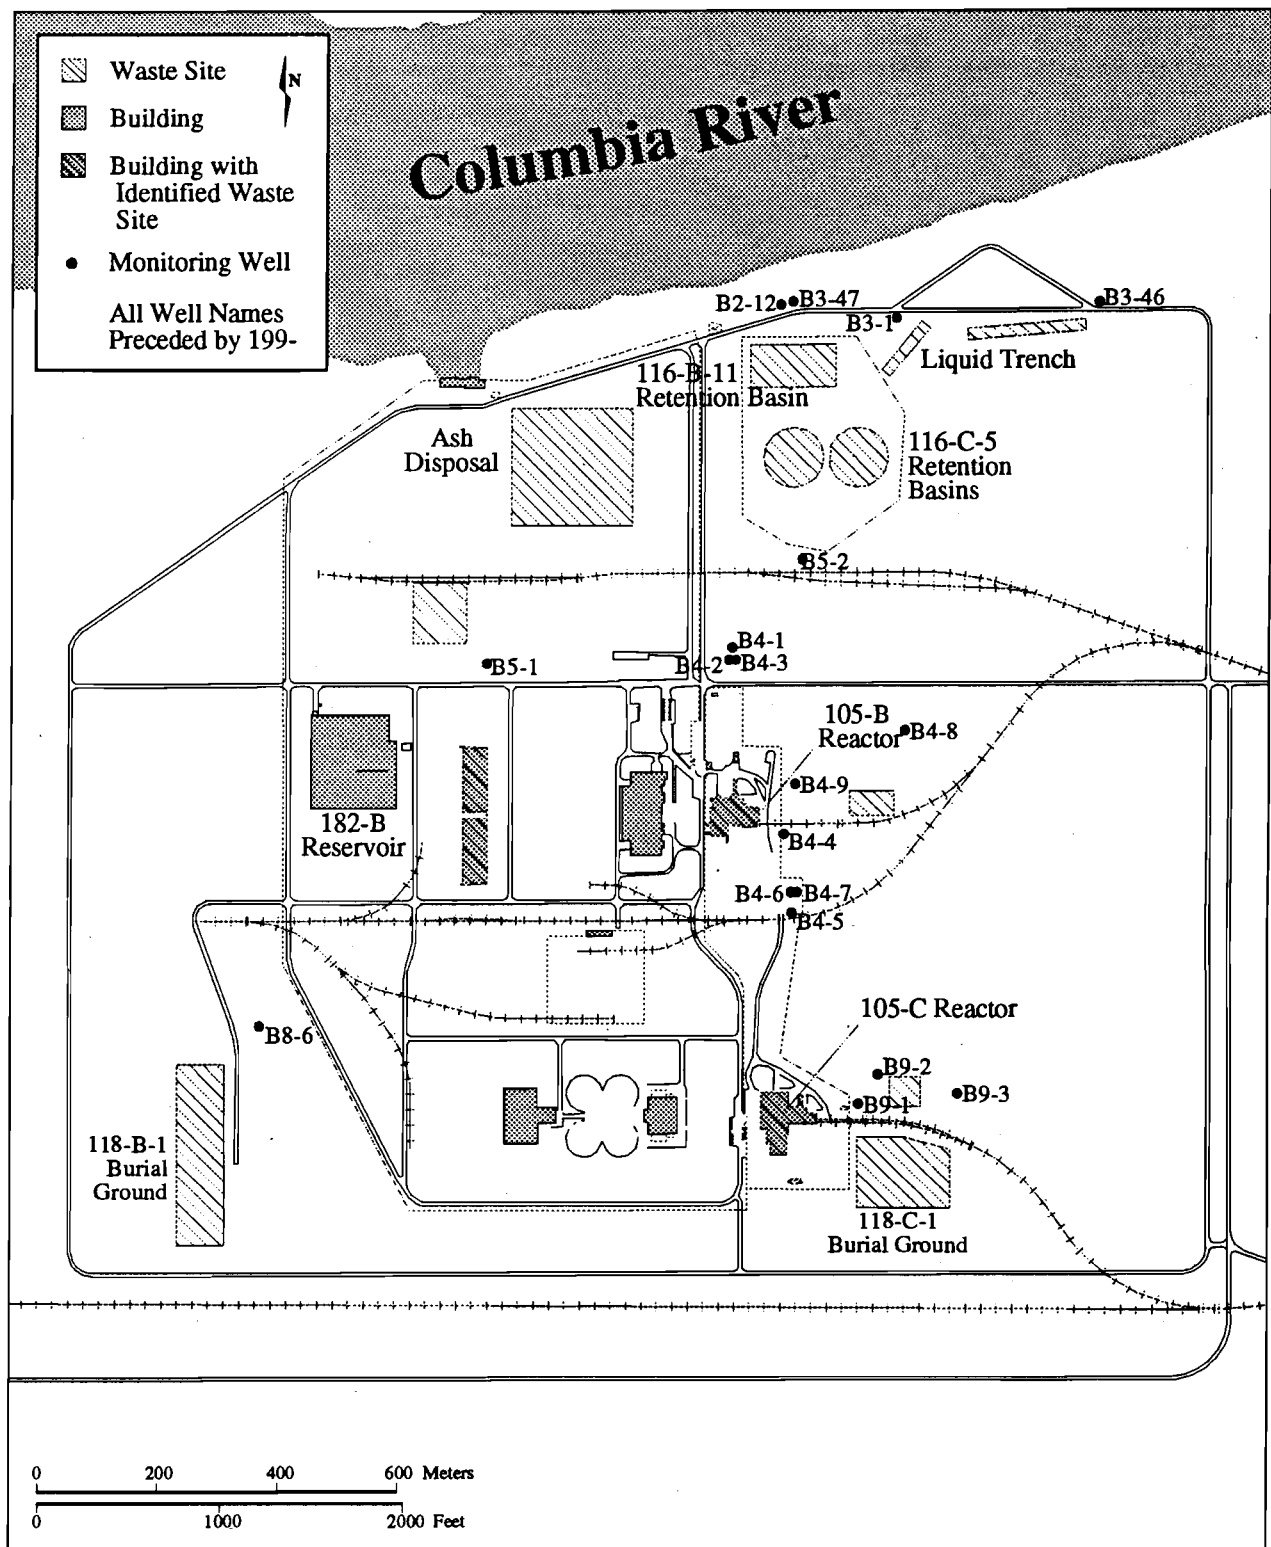 Waste Site
N
Building
Building with
Identified Waste
Site
Monitoring Well
All Well Names
Preceded by 199-
Columbia River
B2-12
B3-47
B3-46
B3-1
Liquid Trench
116-B-11
Retention Basin
Ash
Disposal
116-C-5
Retention
Basins
B5-2
B4-1
B5-1
B4-2
B4-3
105-B
Reactor
B4-8
B4-9
182-B
Reservoir
B4-4
B4-6
B4-7
B4-5
105-C Reactor
B8-6
B9-2
B9-3
B9-1
118-B-1
Burial
Ground
118-C-1
Burial Ground
0 200 400 600 Meters
0 1000 2000 Feet